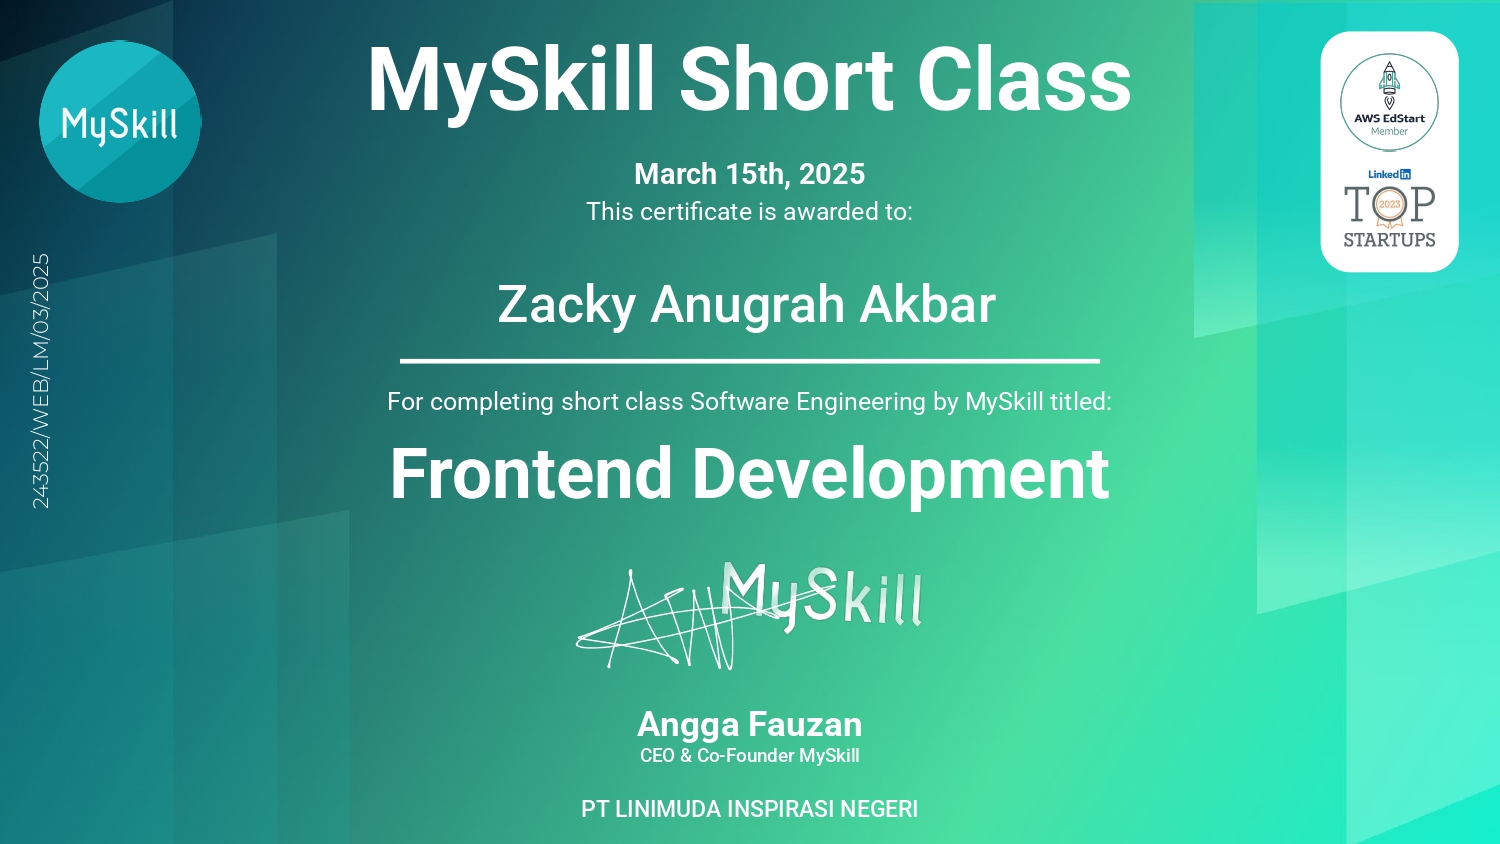 MySkill
MySkill Short Class
AWS EdStart
Member
Linked in
TOP
2023
STARTUPS
March 15th, 2025
This certificate is awarded to:
243522/WEB/LM/03/2025
Zacky Anugrah Akbar
For completing short class Software Engineering by MySkill titled:
Frontend Development
MySkill
Angga Fauzan
CEO & Co-Founder MySkill
PT LINIMUDA INSPIRASI NEGERI